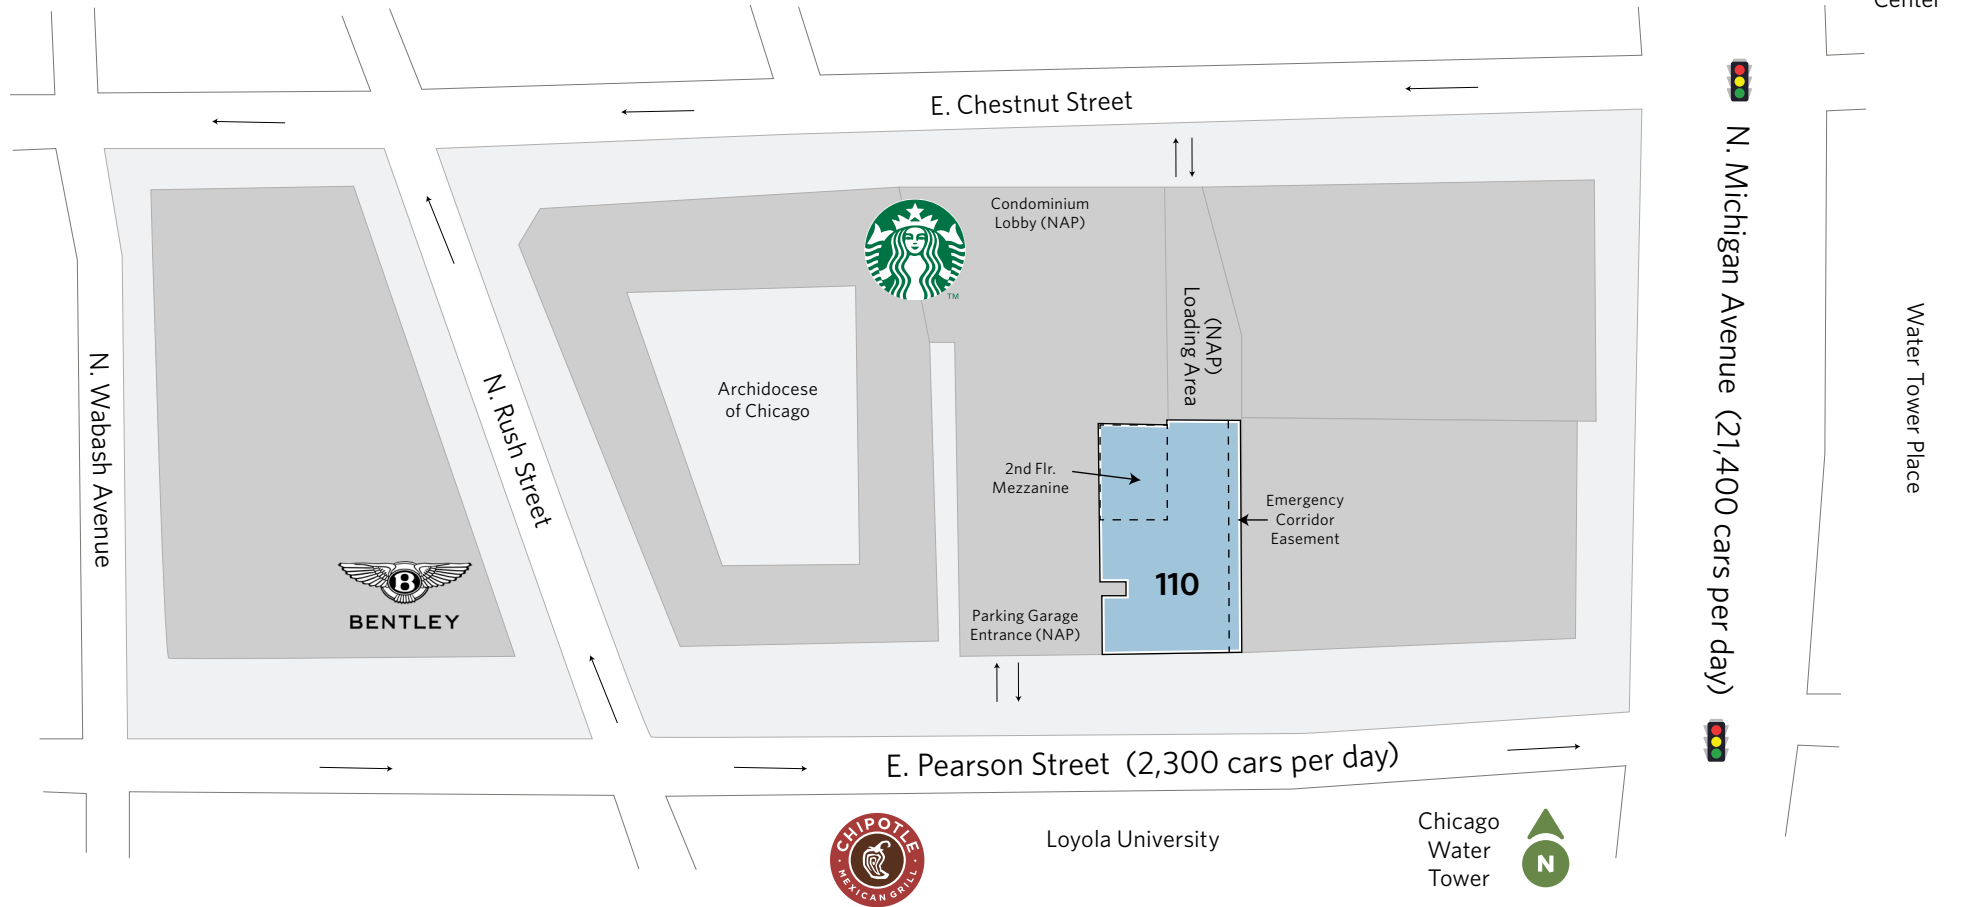 Center
E. Chestnut Street
N. Michigan Avenue (21,400 cars per day)
Condominium
Lobby (NAP)
TM
(NAP)
Loading Area
Water Tower Place
N. Wabash Avenue
N. Rush Street
Archidocese
of Chicago
2nd Flr.
Mezzanine
Emergency
Corridor
Easement
110
B
BENTLEY
Parking Garage
Entrance (NAP)
E. Pearson Street (2,300 cars per day)
CHIPOTLE
MEXICAN GRILL
Loyola University
Chicago
Water
Tower
N